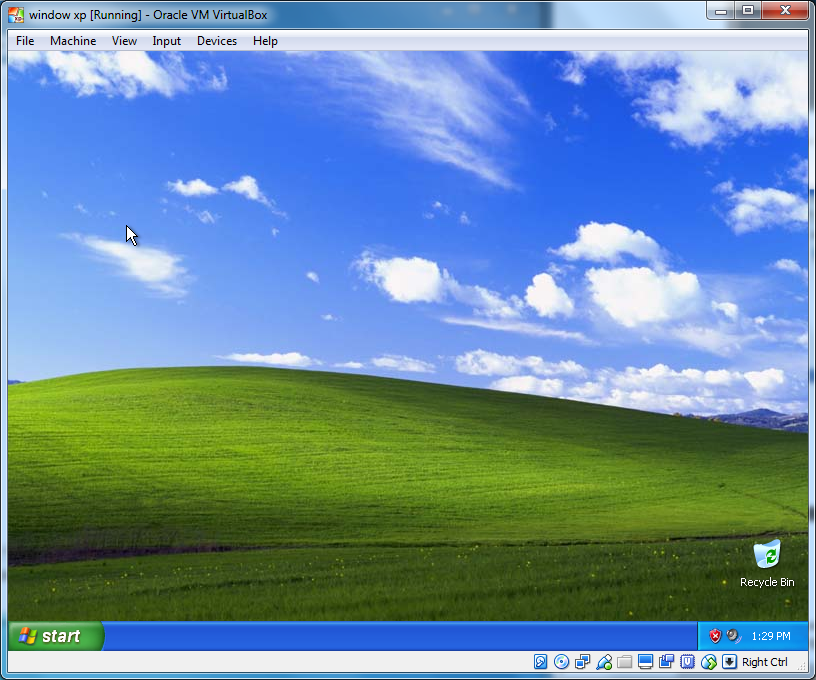 window xp [Running] - Oracle VM VirtualBox
File Machine View Input Devices Help
Recycle Bin
start
1:29 PM
Right Ctrl